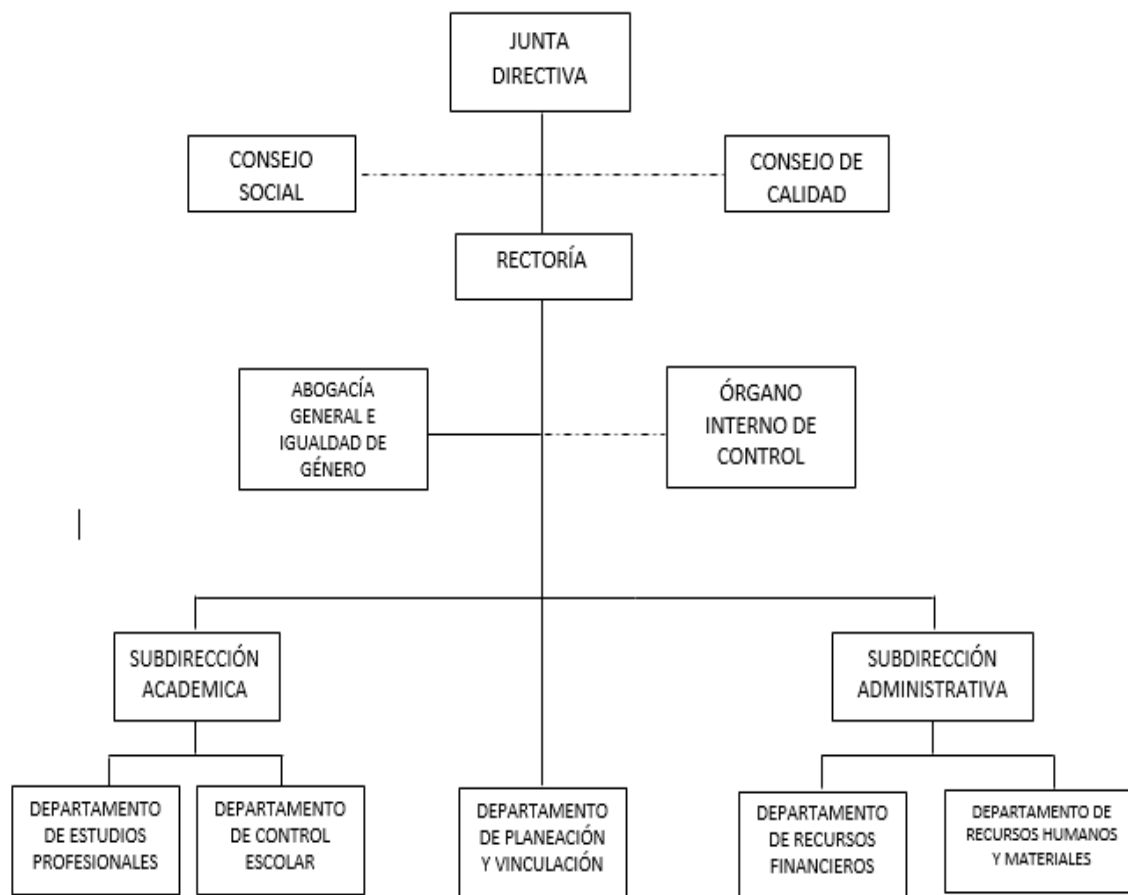 JUNTA
DIRECTIVA
CONSEJO
SOCIAL
CONSEJO DE
CALIDAD
RECTORÍA
ABOGACÍA
GENERAL E
IGUALDAD DE
GÉNERO
ÓRGANO
INTERNO DE
CONTROL
SUBDIRECCIÓN
ACADEMICA
SUBDIRECCIÓN
ADMINISTRATIVA
DEPARTAMENTO
DE ESTUDIOS
PROFESIONALES
DEPARTAMENTO
DE CONTROL
ESCOLAR
DEPARTAMENTO
DE PLANEACIÓN
Y VINCULACIÓN
DEPARTAMENTO
DE RECURSOS
FINANCIEROS
DEPARTAMENTO DE
RECURSOS HUMANOS
Y MATERIALES